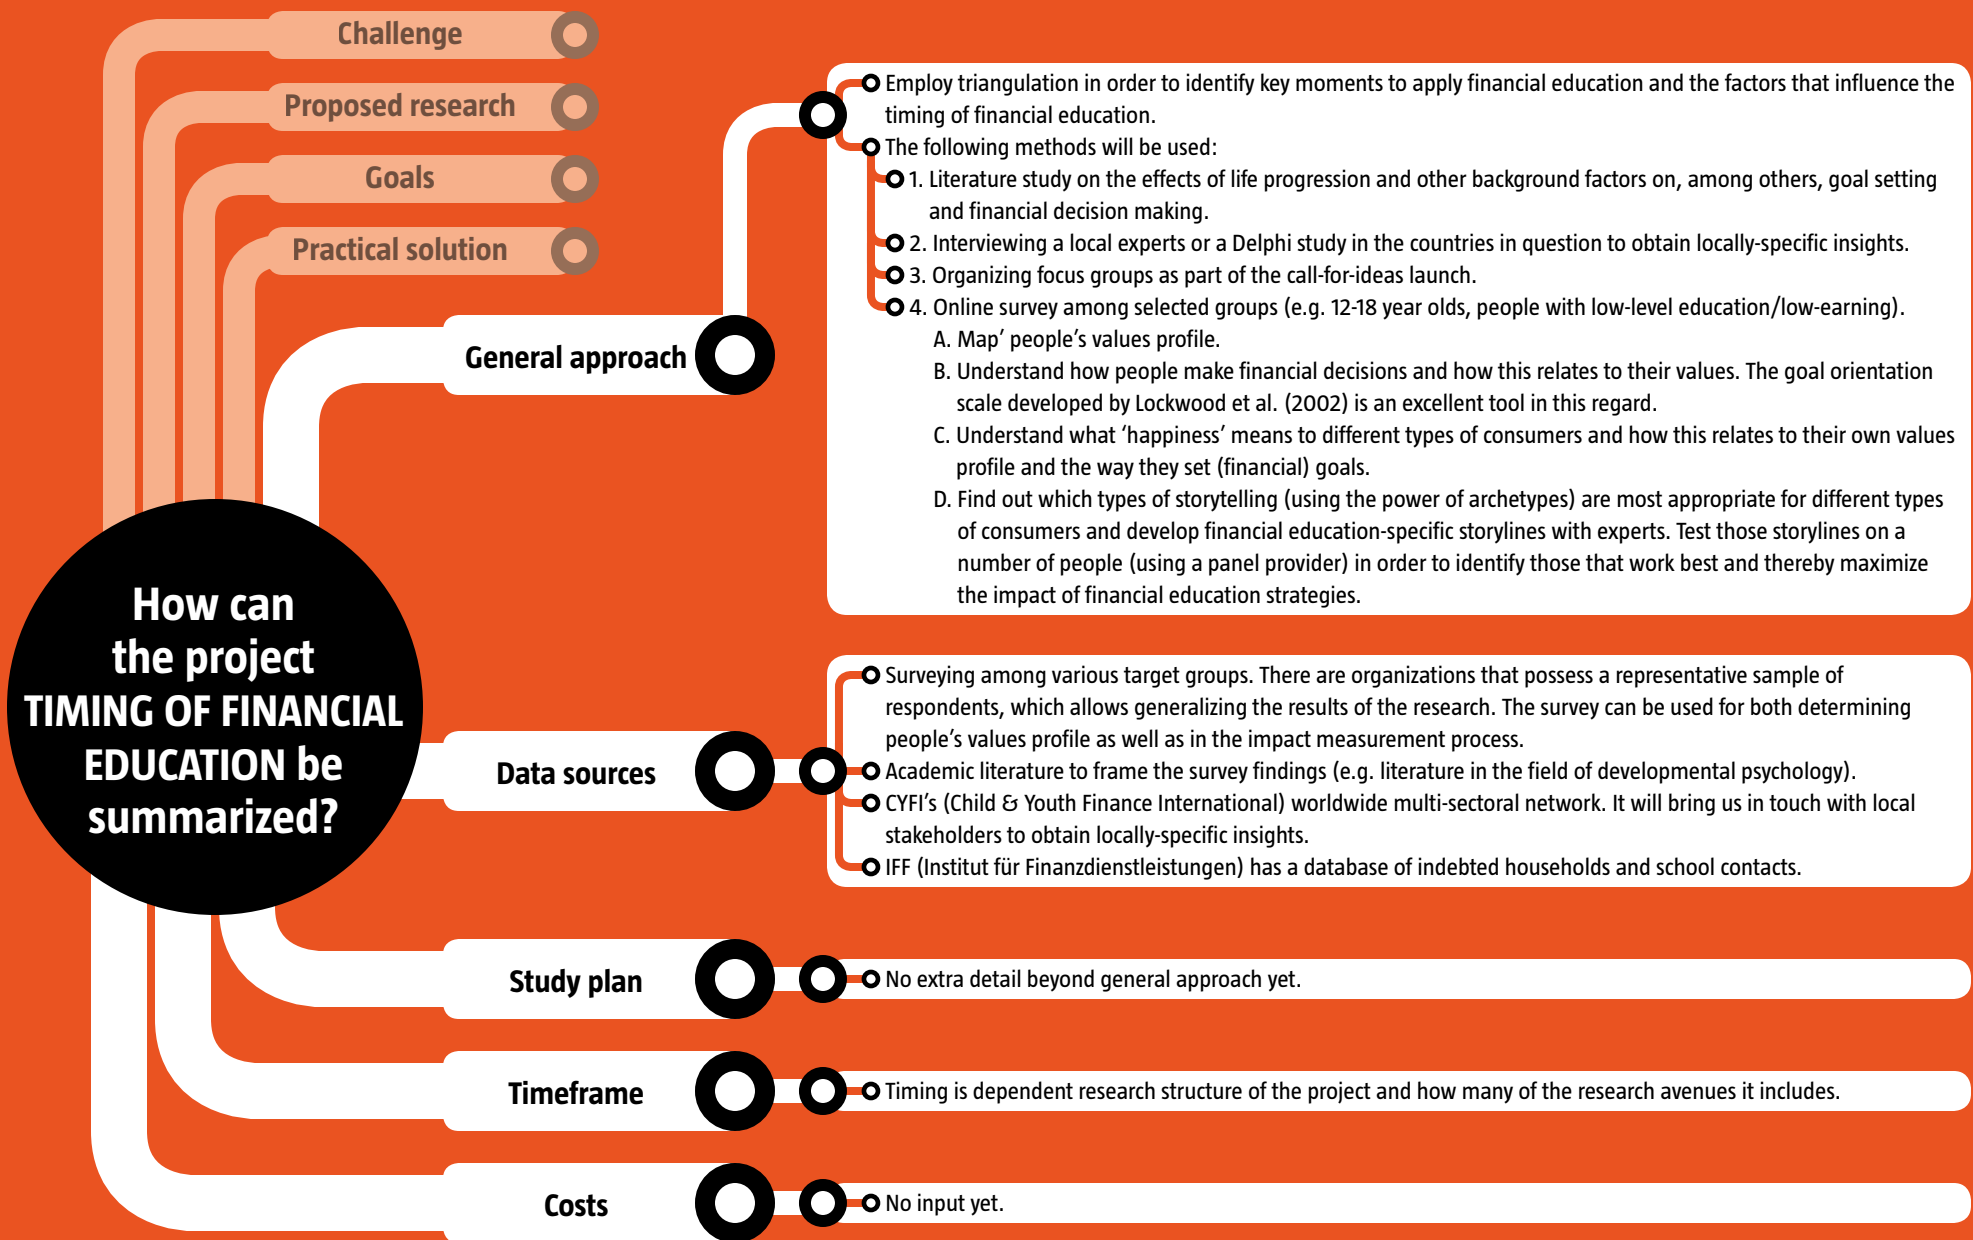 Challenge
Proposed research
Goals
Practical solution
General approach
Employ triangulation in order to identify key moments to apply financial education and the factors that influence the
timing of financial education.
The following methods will be used:
1. Literature study on the effects of life progression and other background factors on, among others, goal setting
and financial decision making.
2. Interviewing a local experts or a Delphi study in the countries in question to obtain locally-specific insights.
3. Organizing focus groups as part of the call-for-ideas launch.
4. Online survey among selected groups (e.g. 12-18 year olds, people with low-level education/low-earning).
A. Map’ people’s values profile.
B. Understand how people make financial decisions and how this relates to their values. The goal orientation
scale developed by Lockwood et al. (2002) is an excellent tool in this regard.
C. Understand what ‘happiness’ means to different types of consumers and how this relates to their own values
profile and the way they set (financial) goals.
D. Find out which types of storytelling (using the power of archetypes) are most appropriate for different types
of consumers and develop financial education-specific storylines with experts. Test those storylines on a
number of people (using a panel provider) in order to identify those that work best and thereby maximize
the impact of financial education strategies.
How can
the project
TIMING OF FINANCIAL
EDUCATION be
summarized?
Data sources
Surveying among various target groups. There are organizations that possess a representative sample of
respondents, which allows generalizing the results of the research. The survey can be used for both determining
people’s values profile as well as in the impact measurement process.
Academic literature to frame the survey findings (e.g. literature in the field of developmental psychology).
CYFI’s (Child & Youth Finance International) worldwide multi-sectoral network. It will bring us in touch with local
stakeholders to obtain locally-specific insights.
IFF (Institut für Finanzdienstleistungen) has a database of indebted households and school contacts.
Study plan
No extra detail beyond general approach yet.
Timeframe
Timing is dependent research structure of the project and how many of the research avenues it includes.
Costs
No input yet.